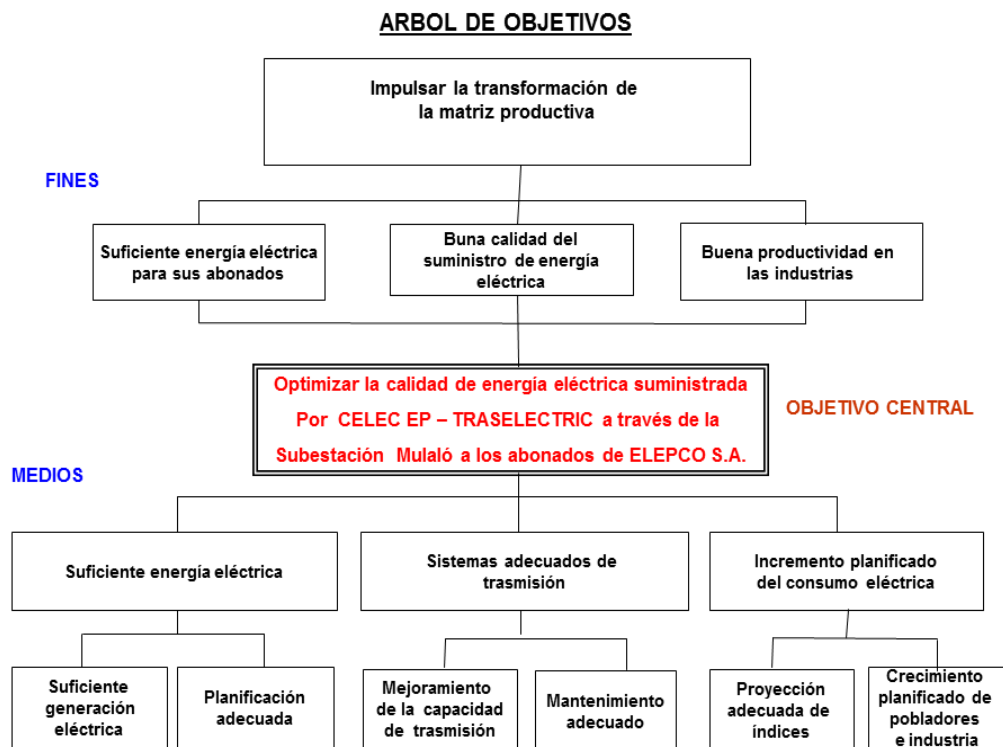 ARBOL DE OBJETIVOS
Impulsar la transformación de
la matriz productiva
FINES
Suficiente energía eléctrica
para sus abonados
Buna calidad del
suministro de energía
eléctrica
Buena productividad en
las industrias
Optimizar la calidad de energía eléctrica suministrada
Por CELEC EP – TRASELECTRIC a través de la
Subestación Mulaló a los abonados de ELEPCO S.A.
OBJETIVO CENTRAL
MEDIOS
Suficiente energía eléctrica
Sistemas adecuados de
trasmisión
Incremento planificado
del consumo eléctrica
Suficiente
generación
eléctrica
Planificación
adecuada
Mejoramiento
de la capacidad
de trasmisión
Mantenimiento
adecuado
Proyección
adecuada de
índices
Crecimiento
planificado de
pobladores
e industria